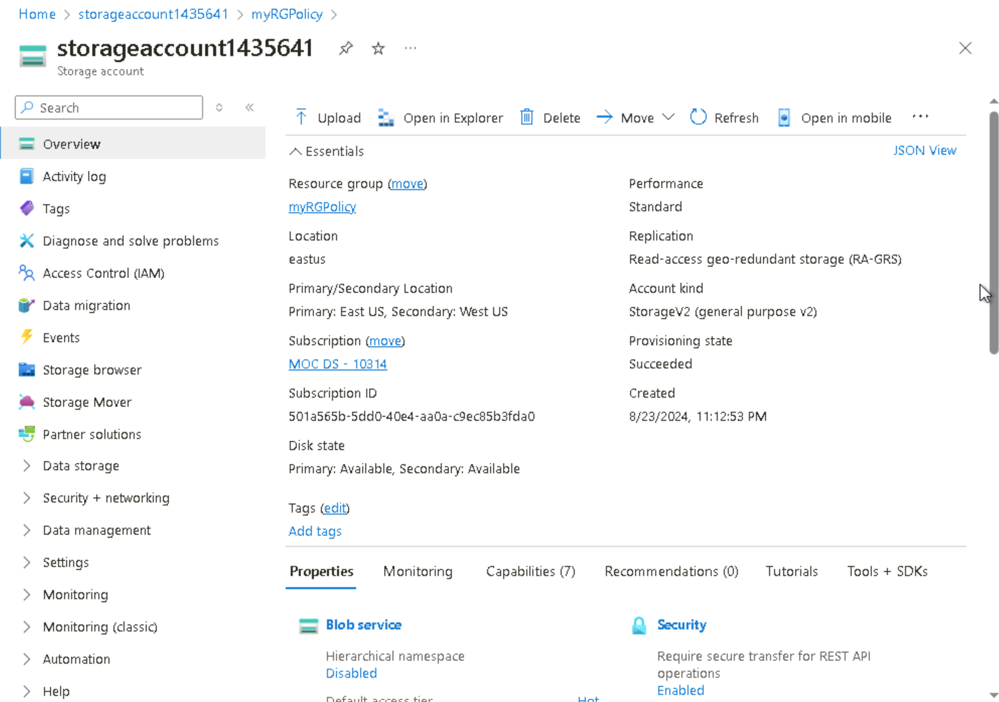 Home > storageaccount1435641 > myRGPolicy >
storageaccount1435641 ...
Storage account
Search
Upload Open in Explorer Delete Move Refresh Open in mobile ...
Overview
Activity log
Tags
Diagnose and solve problems
Access Control (IAM)
Data migration
Events
Storage browser
Storage Mover
Partner solutions
Data storage
Security + networking
Data management
Settings
Monitoring
Monitoring (classic)
Automation
Help
Essentials
JSON View
Resource group (move)
myRGPolicy
Location
eastus
Primary/Secondary Location
Primary: East US, Secondary: West US
Subscription (move)
MOC DS - 10314
Subscription ID
501a565b-5dd0-40e4-aa0a-c9ec85b3fda0
Disk state
Primary: Available, Secondary: Available
Performance
Standard
Replication
Read-access geo-redundant storage (RA-GRS)
Account kind
StorageV2 (general purpose v2)
Provisioning state
Succeeded
Created
8/23/2024, 11:12:53 PM
Tags (edit)
Add tags
Properties Monitoring Capabilities (7) Recommendations (0) Tutorials Tools + SDKs
Blob service
Hierarchical namespace
Disabled
Default access tier Hot
Security
Require secure transfer for REST API
operations
Enabled